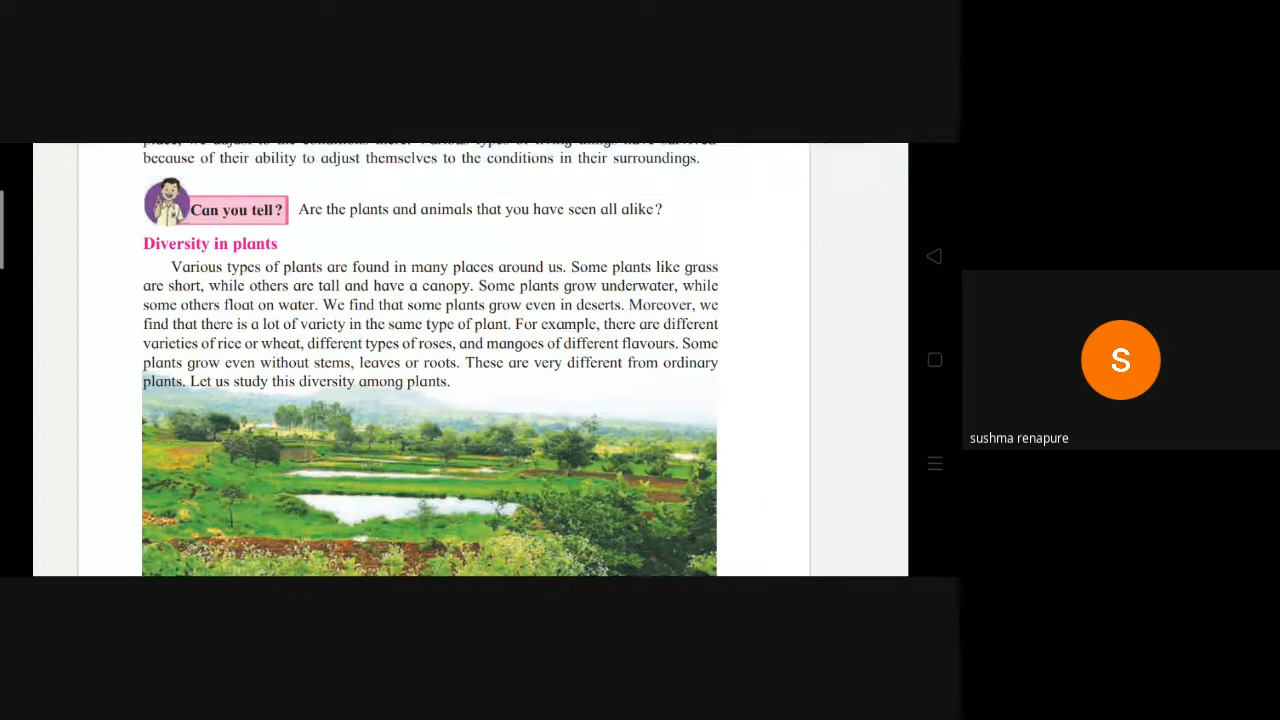 because of their ability to adjust themselves to the conditions in their surroundings.
Can you tell? Are the plants and animals that you have seen all alike?
Diversity in plants
Various types of plants are found in many places around us. Some plants like grass
are short, while others are tall and have a canopy. Some plants grow underwater, while
some others float on water. We find that some plants grow even in deserts. Moreover, we
find that there is a lot of variety in the same type of plant. For example, there are different
varieties of rice or wheat, different types of roses, and mangoes of different flavours. Some
plants grow even without stems, leaves or roots. These are very different from ordinary
plants. Let us study this diversity among plants.
S
sushma renapure